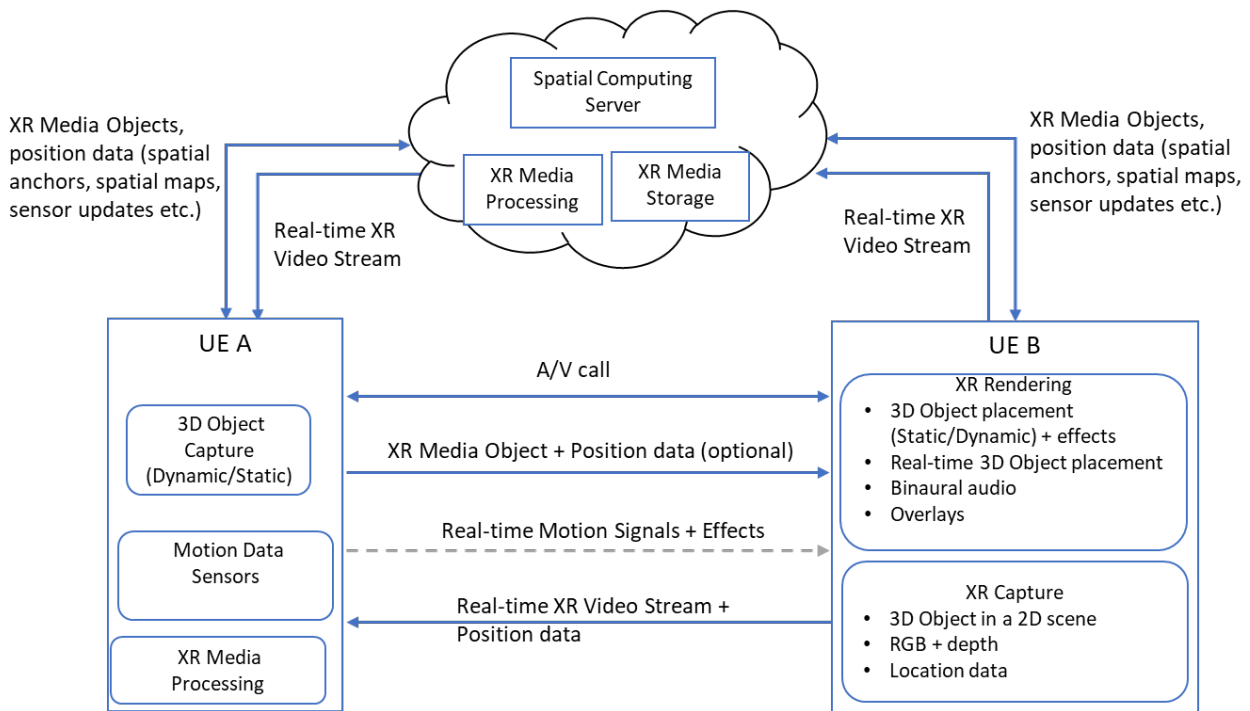 Spatial Computing
Server
XR Media
Processing
XR Media
Storage
XR Media Objects,
position data (spatial
anchors, spatial maps,
sensor updates etc.)
Real-time XR
Video Stream
XR Media Objects,
position data (spatial
anchors, spatial maps,
sensor updates etc.)
Real-time XR
Video Stream
UE A
3D Object
Capture
(Dynamic/Static)
Motion Data
Sensors
XR Media
Processing
A/V call
XR Media Object + Position data (optional)
Real-time Motion Signals + Effects
Real-time XR Video Stream +
Position data
UE B
XR Rendering
• 3D Object placement
(Static/Dynamic) + effects
• Real-time 3D Object placement
• Binaural audio
• Overlays
XR Capture
• 3D Object in a 2D scene
• RGB + depth
• Location data